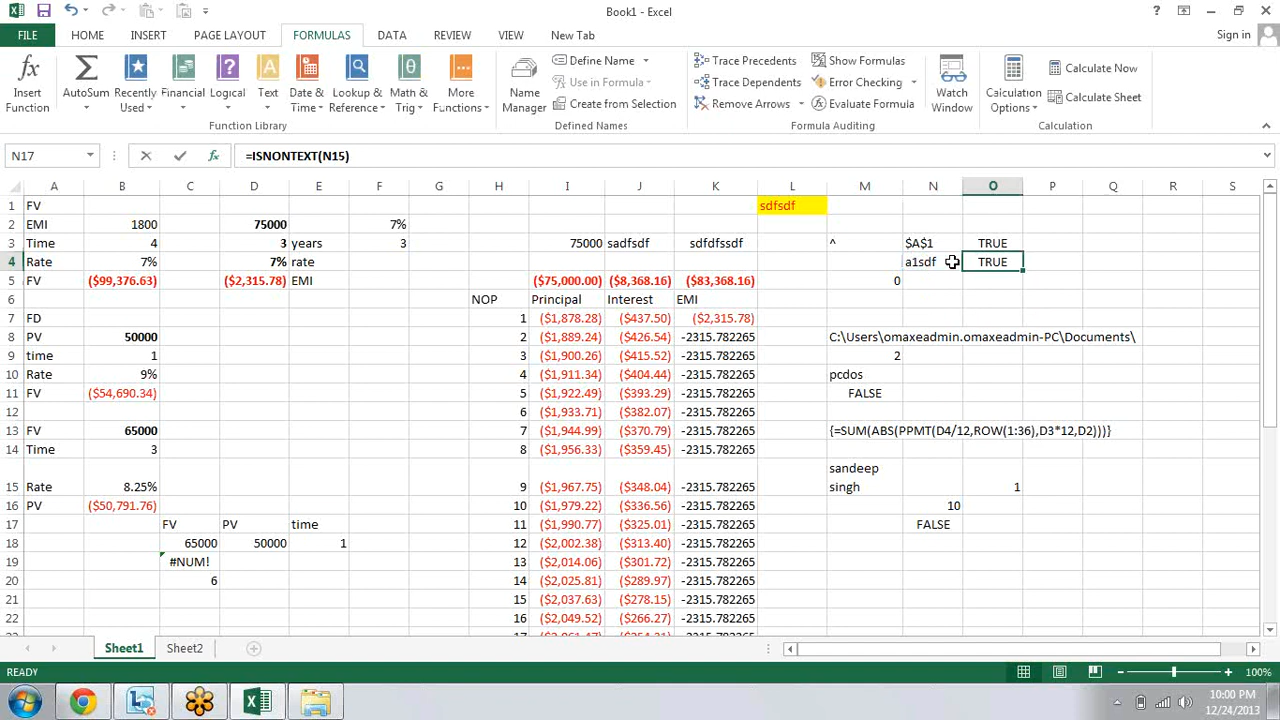 Book1 - Excel
? Sign in
FILE HOME INSERT PAGE LAYOUT FORMULAS DATA REVIEW VIEW New Tab
fx Insert Function
Σ AutoSum
Recently Used
Financial
Logical
Text
Date & Time
Lookup & Reference
Math & Trig
More Functions
Function Library
Name Manager
Define Name
Use in Formula
Create from Selection
Defined Names
Trace Precedents
Trace Dependents
Remove Arrows
Show Formulas
Error Checking
Evaluate Formula
Formula Auditing
Watch Window
Calculation Options
Calculate Now
Calculate Sheet
Calculation
N17 fx =ISNONTEXT(N15)
A B C D E F G H I J K L M N O P Q R S
1 FV sdfsdf
2 EMI 1800 75000 7%
3 Time 4 3 years 3 75000 sadfsdf sdfdfssdf ^ $A$1 TRUE
4 Rate 7% 7% rate a1sdf TRUE
5 FV ($99,376.63) ($2,315.78) EMI ($75,000.00) ($8,368.16) ($83,368.16) 0
6 NOP Principal Interest EMI
7 FD 1 ($1,878.28) ($437.50) ($2,315.78)
8 PV 50000 2 ($1,889.24) ($426.54) -2315.782265 C:\Users\omaxeadmin.omaxeadmin-PC\Documents\
9 time 1 3 ($1,900.26) ($415.52) -2315.782265 2
10 Rate 9% 4 ($1,911.34) ($404.44) -2315.782265 pcdos
11 FV ($54,690.34) 5 ($1,922.49) ($393.29) -2315.782265 FALSE
12 6 ($1,933.71) ($382.07) -2315.782265
13 FV 65000 7 ($1,944.99) ($370.79) -2315.782265 {=SUM(ABS(PPMT(D4/12,ROW(1:36),D3*12,D2)))}
14 Time 3 8 ($1,956.33) ($359.45) -2315.782265
sandeep
15 Rate 8.25% 9 ($1,967.75) ($348.04) -2315.782265 singh 1
16 PV ($50,791.76) 10 ($1,979.22) ($336.56) -2315.782265 10
17 FV PV time 11 ($1,990.77) ($325.01) -2315.782265 FALSE
18 65000 50000 1 12 ($2,002.38) ($313.40) -2315.782265
19 #NUM! 13 ($2,014.06) ($301.72) -2315.782265
20 6 14 ($2,025.81) ($289.97) -2315.782265
21 15 ($2,037.63) ($278.15) -2315.782265
22 16 ($2,049.52) ($266.27) -2315.782265
Sheet1 Sheet2
READY 100%
10:00 PM
12/24/2013